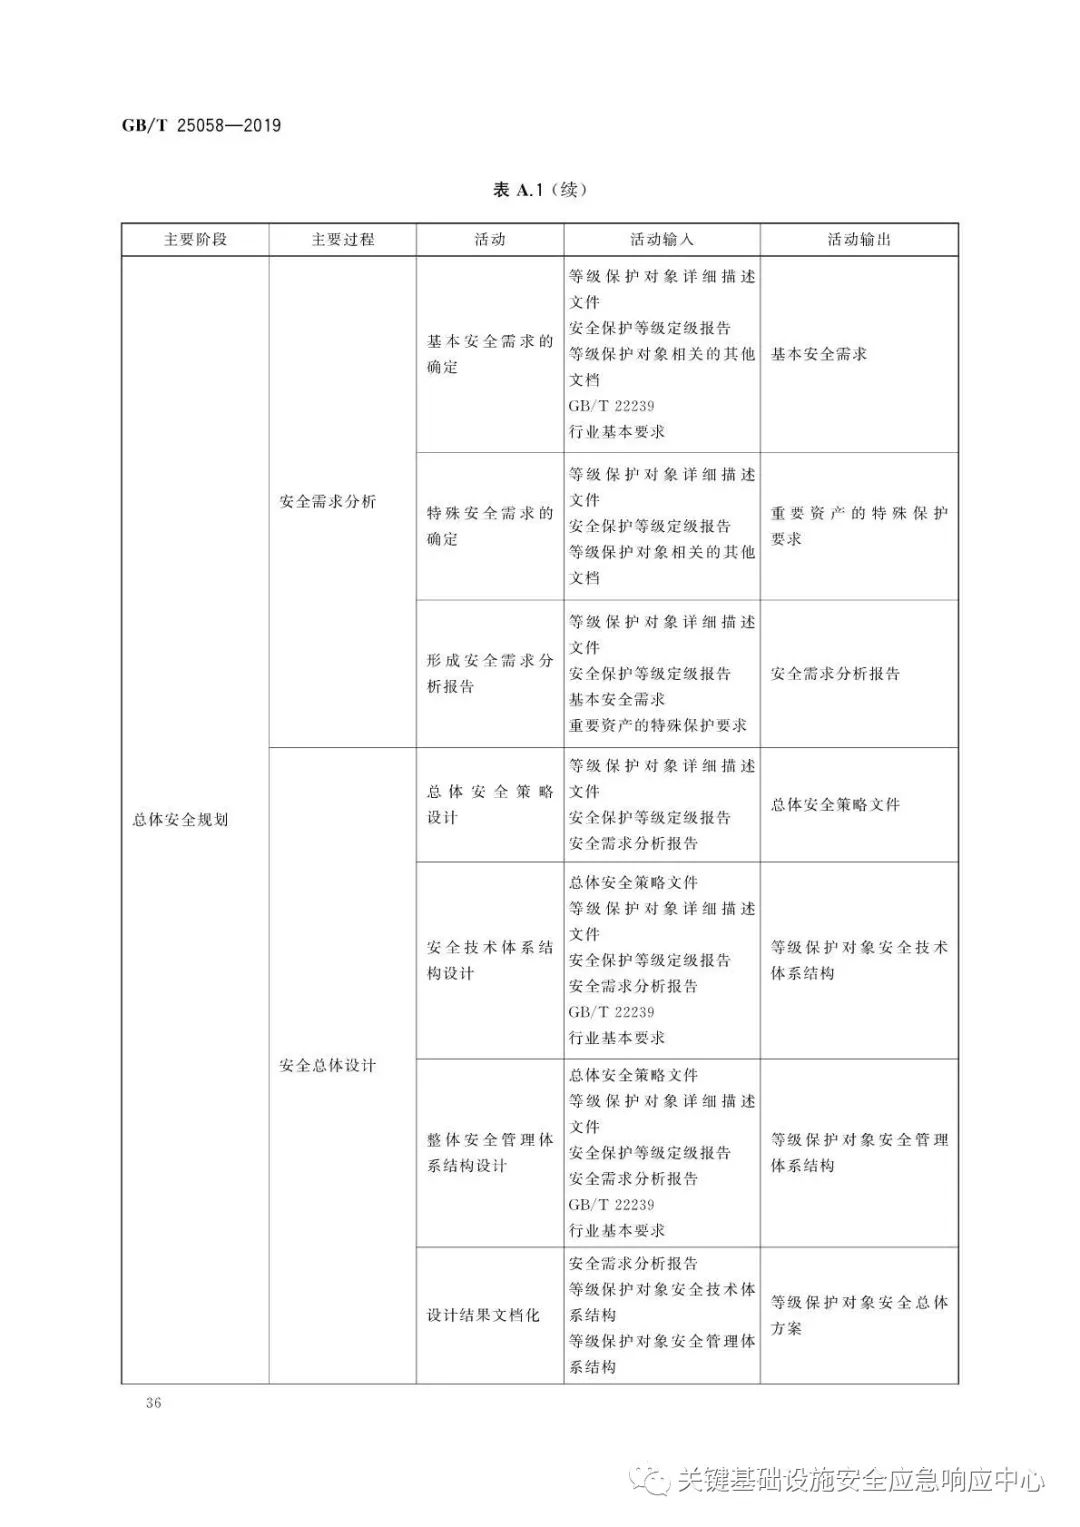 GB/T 25058—2019
表 A.1(续)
主要阶段 主要过程 活动 活动输入 活动输出
总体安全规划
安全需求分析
基本安全需求的
确定
等级保护对象详细描述
文件
安全保护等级定级报告
等级保护对象相关的其他
文档
GB/T 22239
行业基本要求
基本安全需求
特殊安全需求的
确定
等级保护对象详细描述
文件
安全保护等级定级报告
等级保护对象相关的其他
文档
重要资产的特殊保护
要求
形成安全需求分
析报告
等级保护对象详细描述
文件
安全保护等级定级报告
基本安全需求
重要资产的特殊保护要求
安全需求分析报告
安全总体设计
总体安全策略
设计
等级保护对象详细描述
文件
安全保护等级定级报告
安全需求分析报告
总体安全策略文件
安全技术体系结
构设计
总体安全策略文件
等级保护对象详细描述
文件
安全保护等级定级报告
安全需求分析报告
GB/T 22239
行业基本要求
等级保护对象安全技术
体系结构
整体安全管理体
系结构设计
总体安全策略文件
等级保护对象详细描述
文件
安全保护等级定级报告
安全需求分析报告
GB/T 22239
行业基本要求
等级保护对象安全管理
体系结构
设计结果文档化
安全需求分析报告
等级保护对象安全技术体
系结构
等级保护对象安全管理体
系结构
等级保护对象安全总体
方案
36
关键基础设施安全应急响应中心